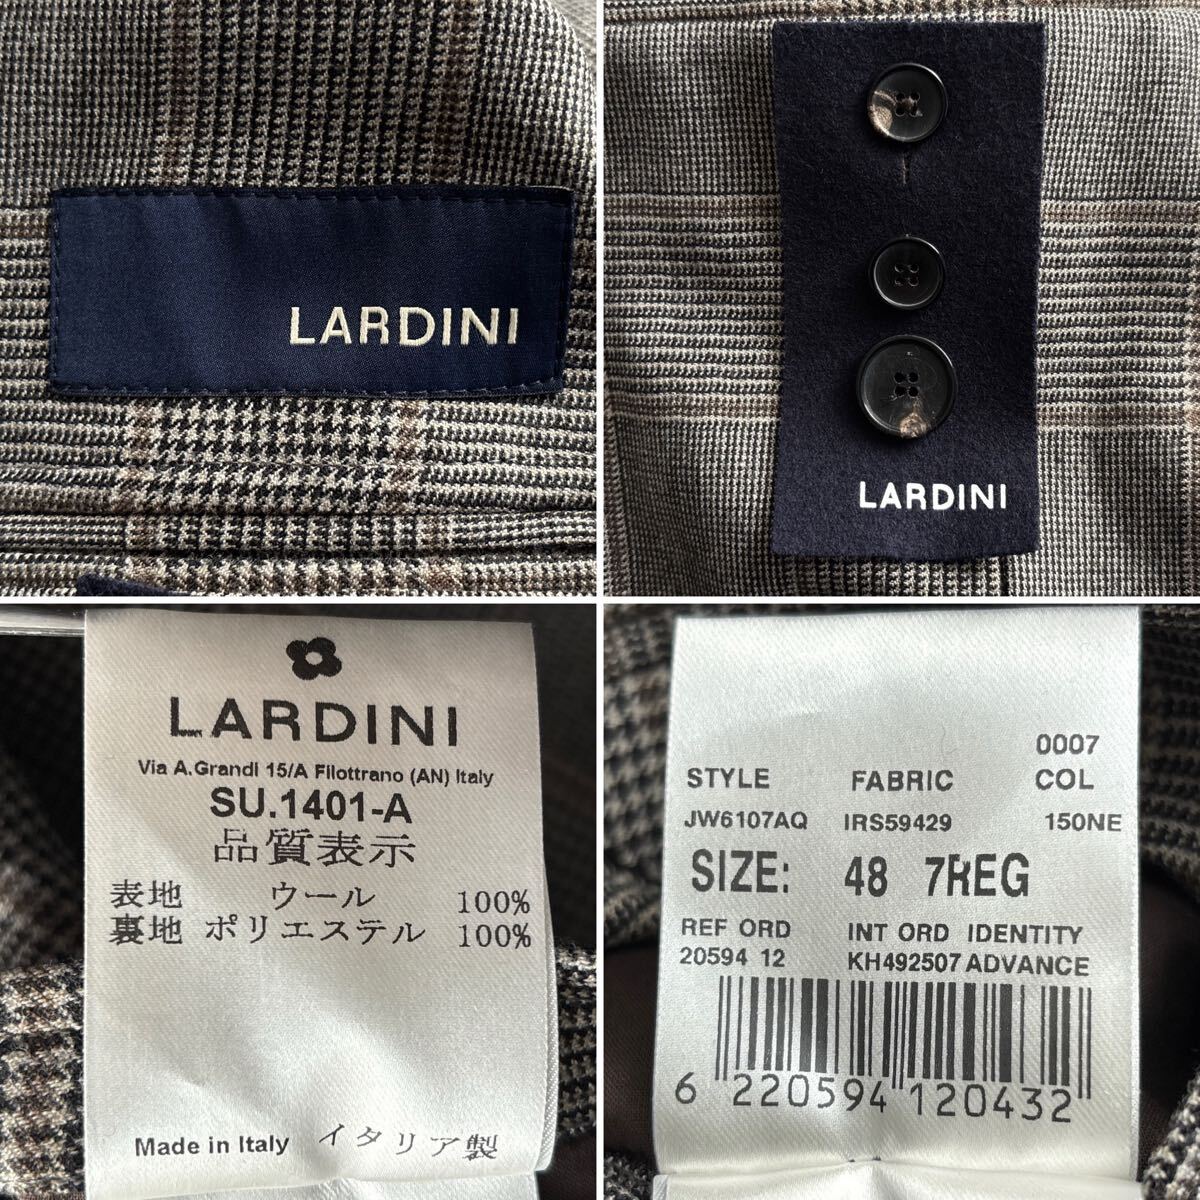 LARDINI
LARDINI
LARDINI
Via A.Grandi 15/A Filottrano (AN) Italy
SU.1401-A
品質表示
表地 ウール 100%
裏地 ポリエステル 100%
Made in Italy イタリア製
0007
STYLE FABRIC COL
JW6107AQ IRS59429 150NE
SIZE: 48 7REG
REF ORD INT ORD IDENTITY
20594 12 KH492507 ADVANCE
6 220594 120432